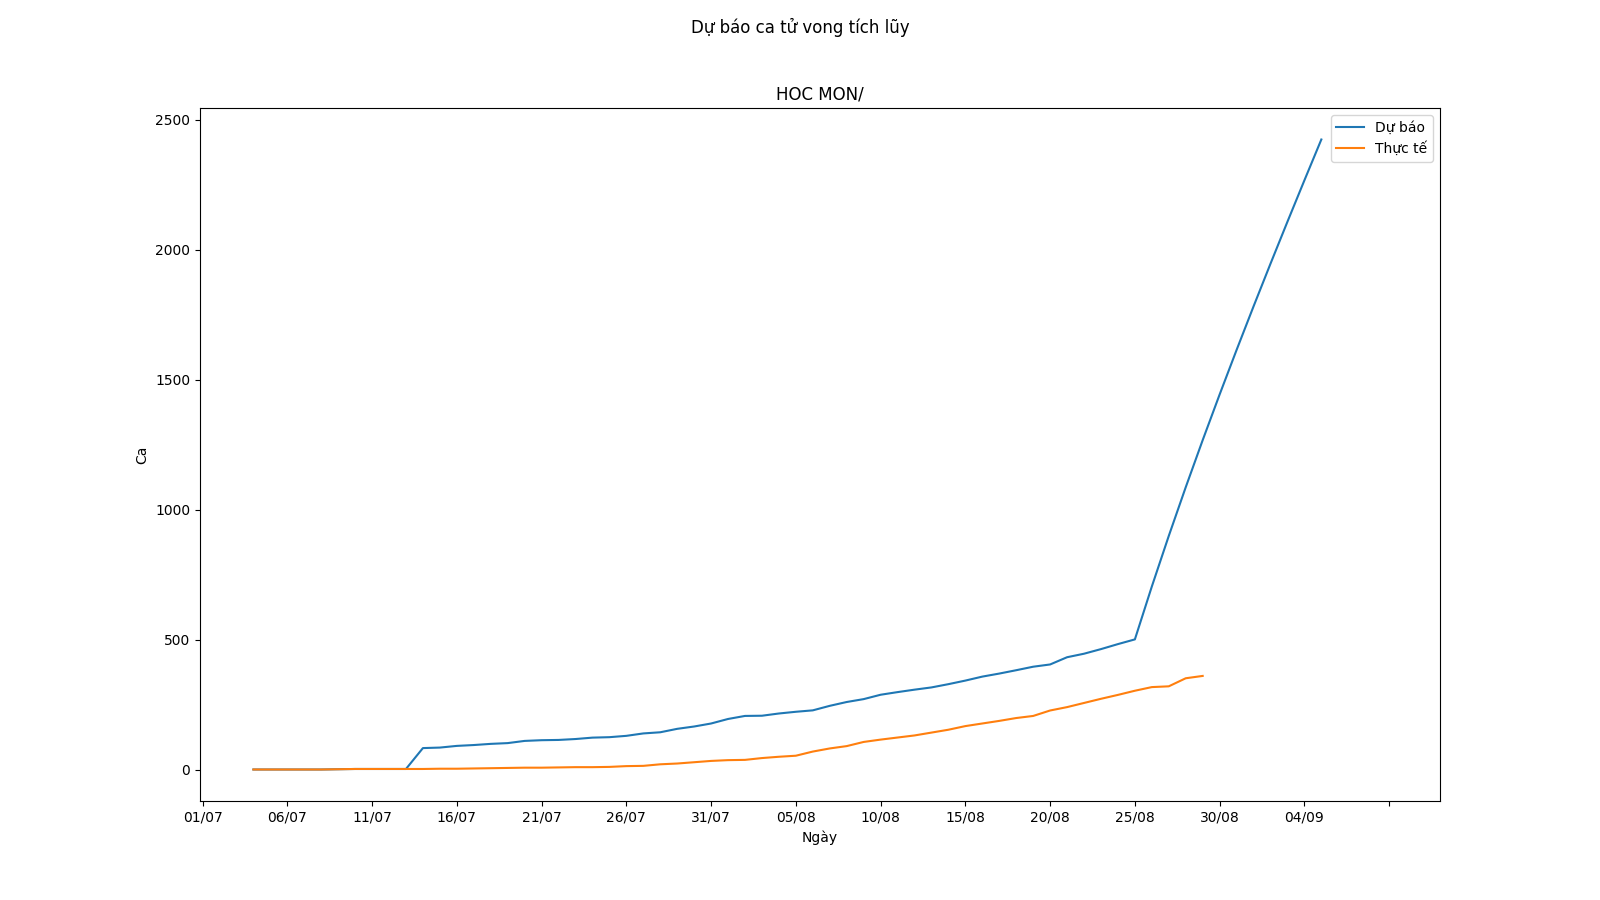 Dự báo ca tử vong tích lũy
HOC MON/
2500
2000
1500
1000
500
0
Ca
Dự báo
Thực tế
01/07 06/07 11/07 16/07 21/07 26/07 31/07 05/08 10/08 15/08 20/08 25/08 30/08 04/09
Ngày